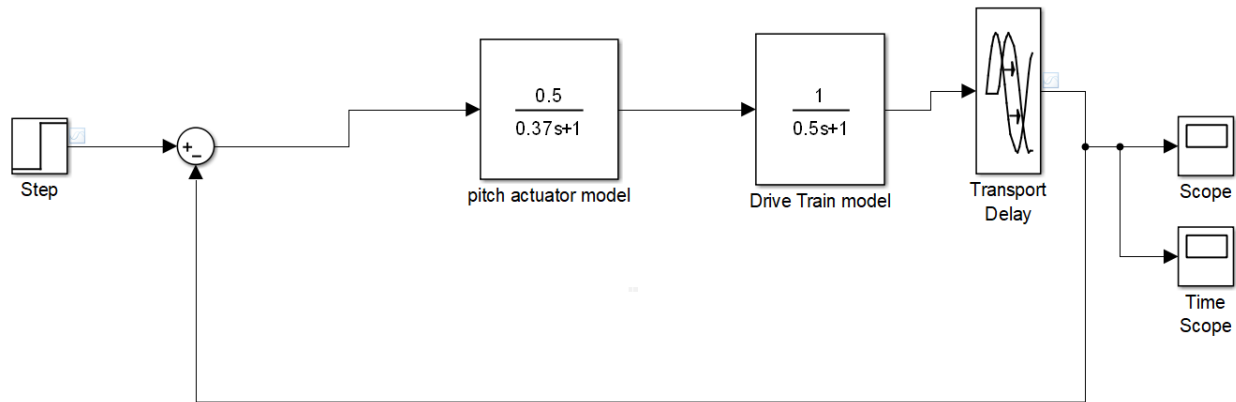 Step
+
−
0.5
0.37s+1
pitch actuator model
1
0.5s+1
Drive Train model
Transport
Delay
Scope
Time
Scope